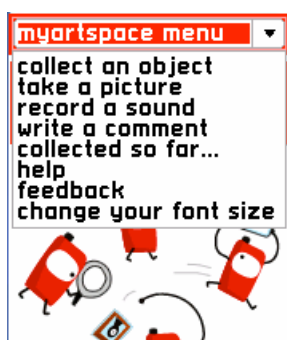 myartspace menu
collect an object
take a picture
record a sound
write a comment
collected so far...
help
feedback
change your font size